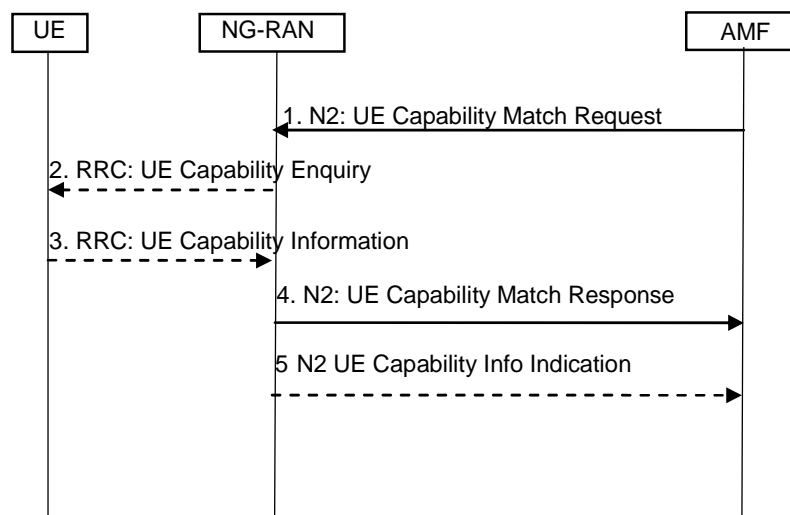 UE
NG-RAN
AMF
1. N2: UE Capability Match Request
2. RRC: UE Capability Enquiry
3. RRC: UE Capability Information
4. N2: UE Capability Match Response
5 N2 UE Capability Info Indication